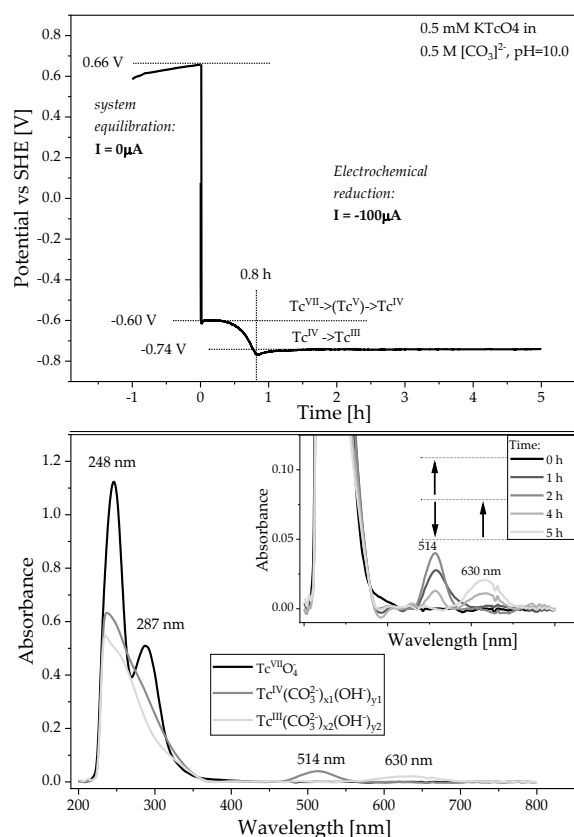 0.5 mM KTcO4 in
0.5 M [CO₃]²⁻, pH=10.0
0.66 V
system
equilibration:
I = 0µA
Electrochemical
reduction:
I = -100µA
0.8 h
Tcⱽᴵᴵ->(Tcⱽ)->Tcᴵⱽ
-0.60 V
Tcᴵⱽ->Tcᴵᴵᴵ
-0.74 V
Potential vs SHE [V]
0.8
0.6
0.4
0.2
0.0
-0.2
-0.4
-0.6
-0.8
-1 0 1 2 3 4 5
Time [h]
248 nm
287 nm
Absorbance
1.2
1.0
0.8
0.6
0.4
0.2
0.0
Time:
0 h
1 h
2 h
4 h
5 h
Absorbance
0.10
0.05
0.00
514
630 nm
Wavelength [nm]
TcⱽᴵᴵO₄⁻
Tcᴵⱽ(CO₃²⁻)ₓ₁(OH⁻)y₁
Tcᴵᴵᴵ(CO₃²⁻)ₓ₂(OH⁻)y₂
514 nm
630 nm
200 300 400 500 600 700 800
Wavelength [nm]